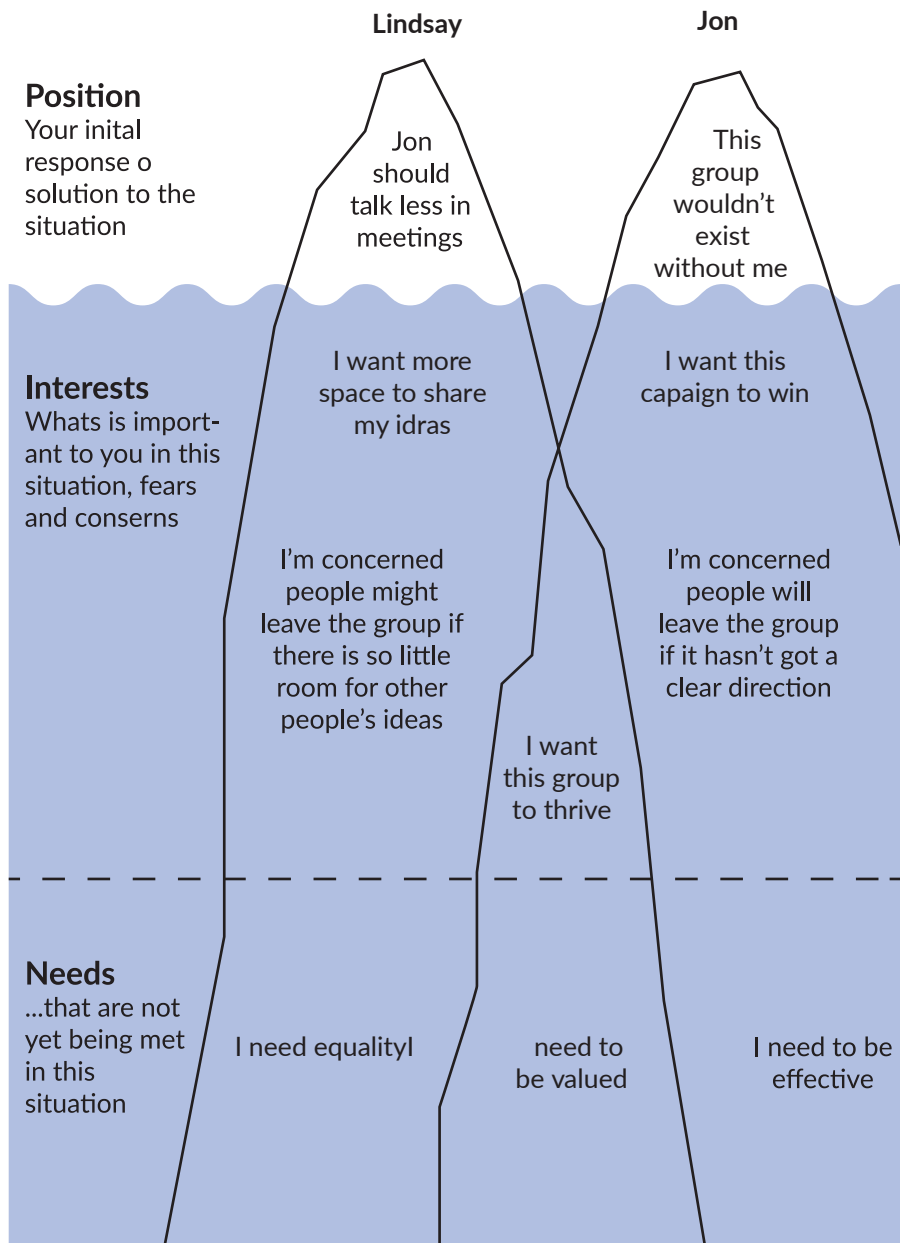 Lindsay
Jon
Position
Your inital
response o
solution to the
situation
Jon
should
talk less in
meetings
This
group
wouldn't
exist
without me
Interests
Whats is import-
ant to you in this
situation, fears
and conserns
I want more
space to share
my idras
I want this
capaign to win
I'm concerned
people might
leave the group if
there is so little
room for other
people's ideas
I'm concerned
people will
leave the group
if it hasn't got a
clear direction
I want
this group
to thrive
Needs
...that are not
yet being met
in this
situation
I need equalityI
need to
be valued
I need to be
effective